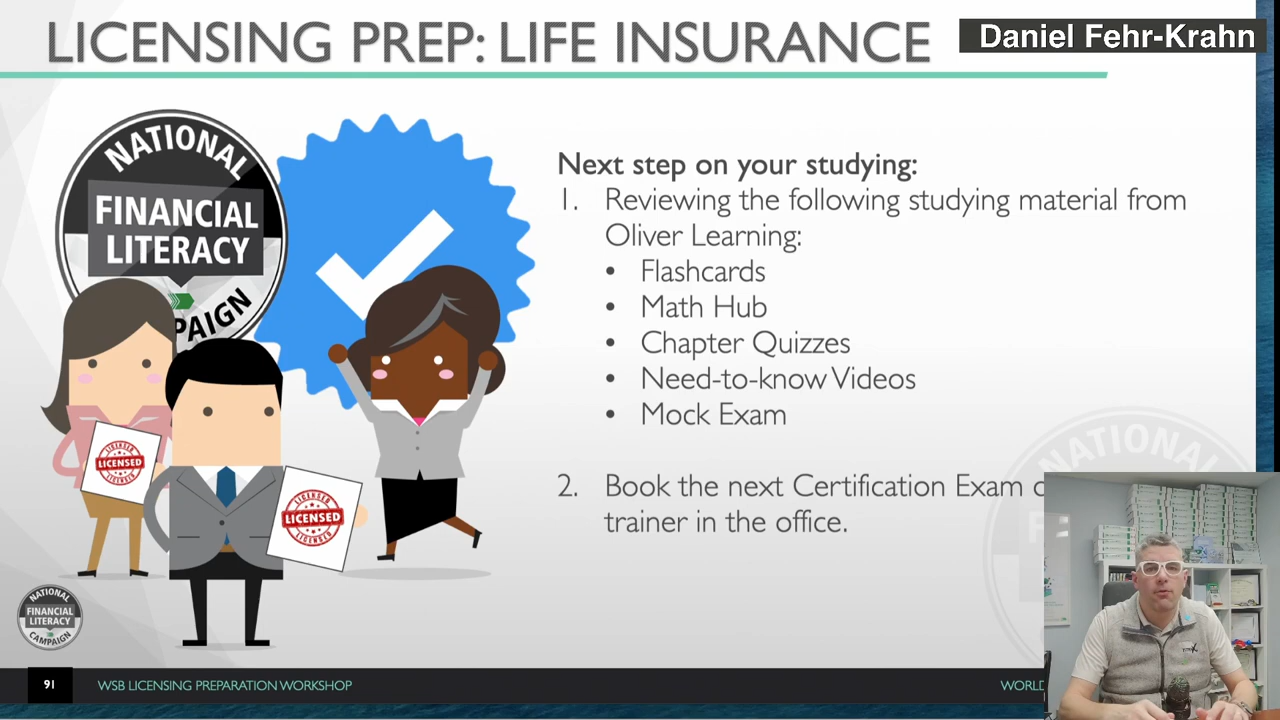 LICENSING PREP: LIFE INSURANCE
Daniel Fehr-Krahn
NATIONAL
FINANCIAL
LITERACY
Next step on your studying:
1. Reviewing the following studying material from
Oliver Learning:
• Flashcards
• Math Hub
• Chapter Quizzes
• Need-to-know Videos
• Mock Exam
2. Book the next Certification Exam
trainer in the office.
LICENSED
LICENSED
NATIONAL
FINANCIAL
LITERACY
CAMPAIGN
NATIONAL
91
WSB LICENSING PREPARATION WORKSHOP
WORLD